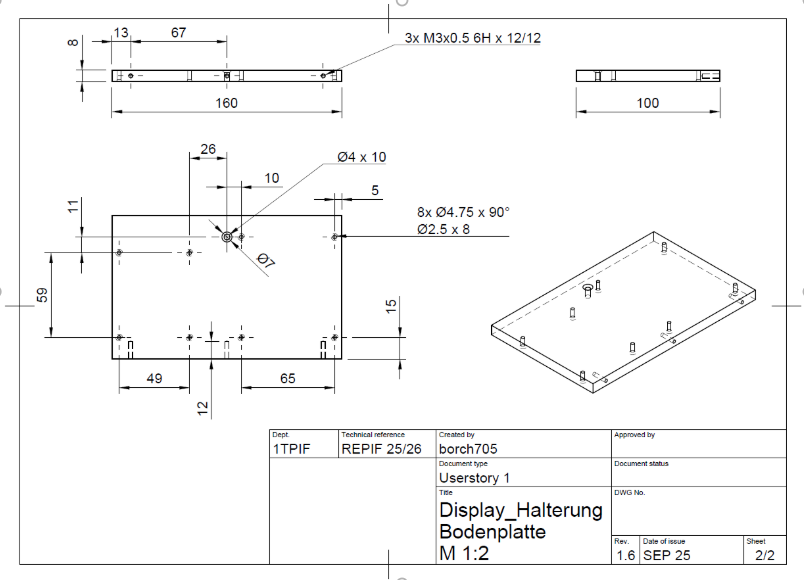 13
67
3x M3x0.5 6H x 12/12
8
160
100
26
Ø4 x 10
10
5
11
8x Ø4.75 x 90°
Ø2.5 x 8
Ø7
59
15
49
65
12
Dept.
Technical reference
Created by
Approved by
1TPIF
REPIF 25/26
borch705
Document type
Document status
Userstory 1
Title
DWG No.
Display_Halterung
Bodenplatte
M 1:2
Rev.
Date of issue
Sheet
1.6
SEP 25
2/2